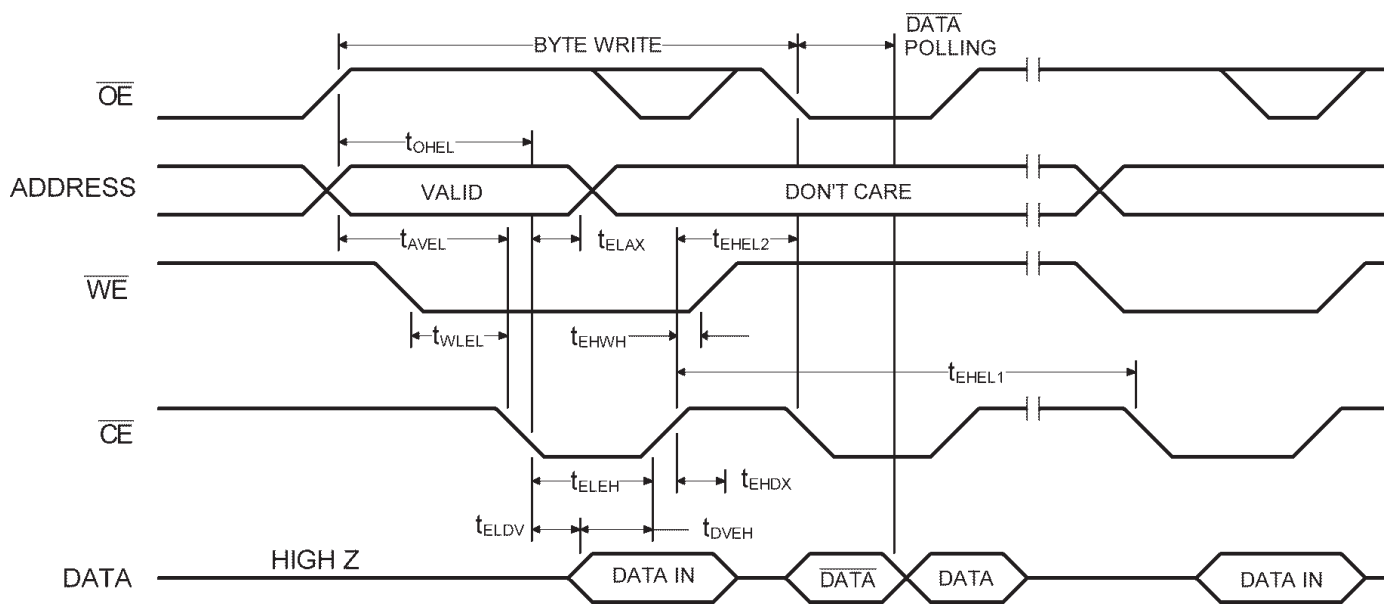 DATA
POLLING
BYTE WRITE
OE
tOHEL
ADDRESS
VALID
DON'T CARE
tAVEL
tELAX
tEHEL2
WE
tWLEL
tEHWH
tEHEL1
CE
tELEH
tEHDX
tELDV
tDVEH
HIGH Z
DATA
DATA IN
DATA
DATA
DATA IN